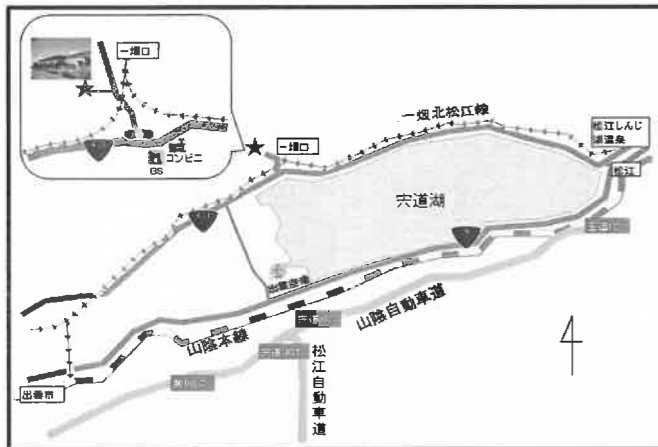 一畑口
コンビニ
GS
一畑口
一畑北松江線
松江しんじ
湖温泉
松江
宍道湖
出雲空港
山陰自動車道
山陰本線
松江自動車道
出雲市